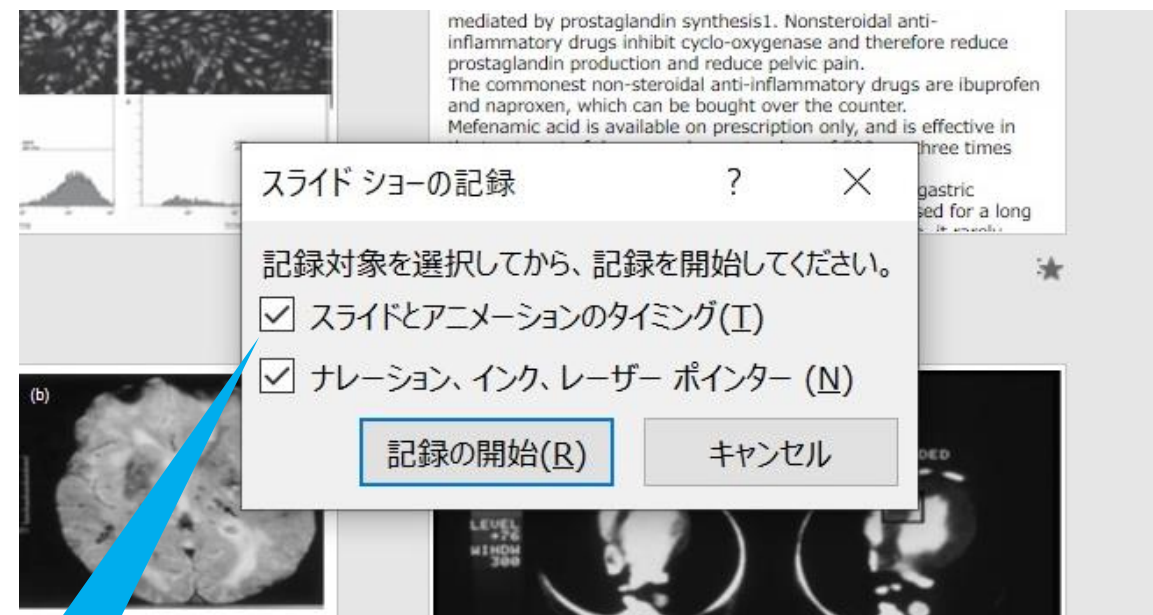 mediated by prostaglandin synthesis1. Nonsteroidal anti-
inflammatory drugs inhibit cyclo-oxygenase and therefore reduce
prostaglandin production and reduce pelvic pain.
The commonest non-steroidal anti-inflammatory drugs are ibuprofen
and naproxen, which can be bought over the counter.
Mefenamic acid is available on prescription only, and is effective in
three times
gastric
sed for a long
it rarely
スライド ショーの記録 ? ×
記録対象を選択してから、記録を開始してください。
スライドとアニメーションのタイミング(T)
ナレーション、インク、レーザー ポインター (N)
記録の開始(R) キャンセル
(b)
DED
LEVEL
+76
WINDW
300